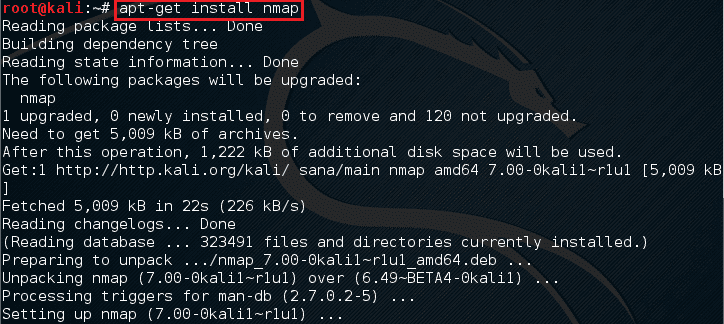 root@kali:~# apt-get install nmap
Reading package lists... Done
Building dependency tree
Reading state information... Done
The following packages will be upgraded:
  nmap
1 upgraded, 0 newly installed, 0 to remove and 120 not upgraded.
Need to get 5,009 kB of archives.
After this operation, 1,222 kB of additional disk space will be used.
Get:1 http://http.kali.org/kali/ sana/main nmap amd64 7.00-0kali1~r1u1 [5,009 kB
]
Fetched 5,009 kB in 22s (226 kB/s)
Reading changelogs... Done
(Reading database ... 323491 files and directories currently installed.)
Preparing to unpack .../nmap_7.00-0kali1~r1u1_amd64.deb ...
Unpacking nmap (7.00-0kali1~r1u1) over (6.49~BETA4-0kali1) ...
Processing triggers for man-db (2.7.0.2-5) ...
Setting up nmap (7.00-0kali1~r1u1) ...